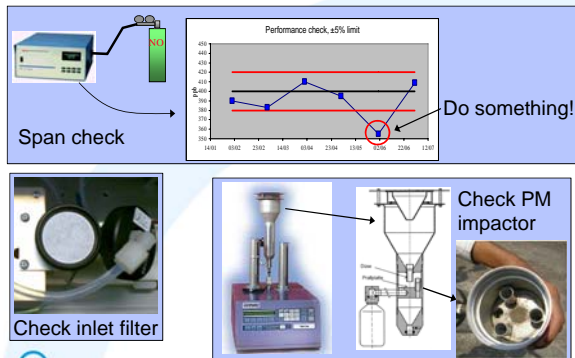 NO
Span check
Performance check, ±5% limit
ppb
450
440
430
420
410
400
390
380
370
360
350
14/01 03/02 23/02 14/03 03/04 23/04 13/05 02/06 22/06 12/07
Do something!
Check inlet filter
Check PM
impactor
Düse
Prallplatte